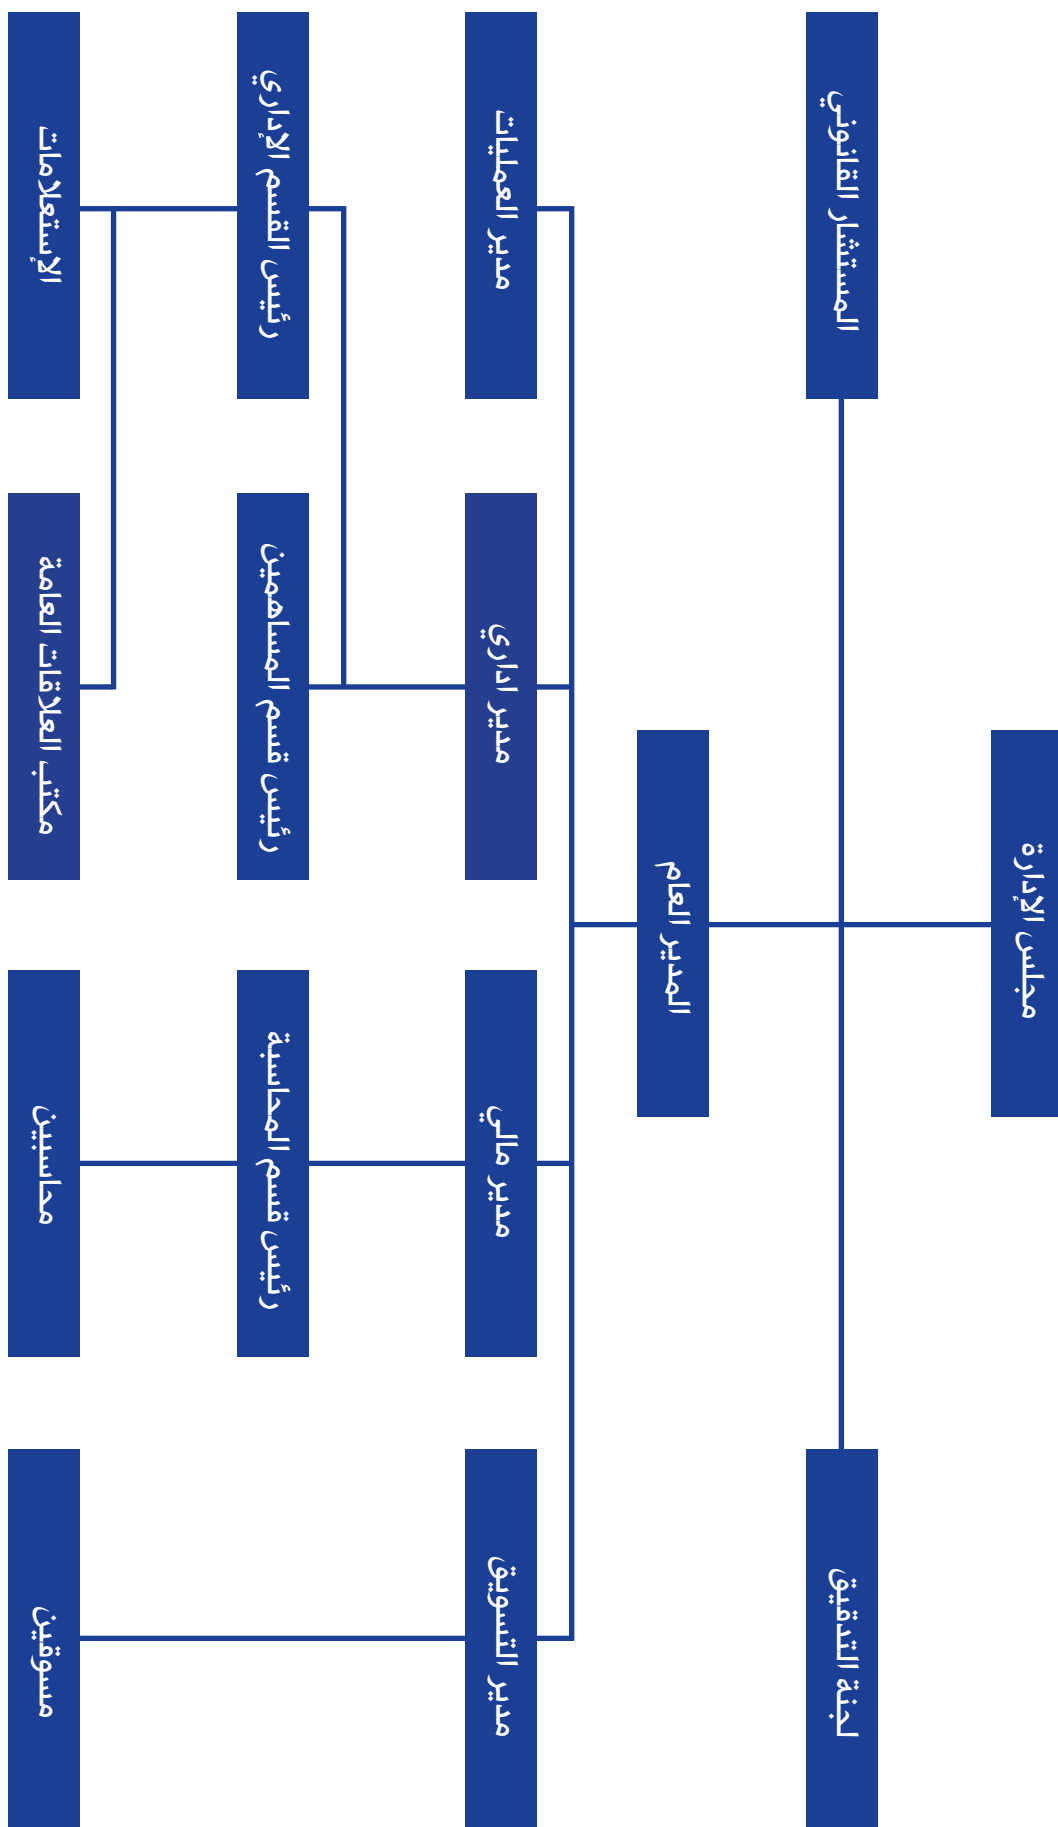 مجلس الإدارة
المستشار القانوني
لجنة التدقيق
المدير العام
مدير العمليات
مدير اداري
مدير مالي
مدير التسويق
رئيس القسم الإداري
رئيس قسم المساهمين
رئيس قسم المحاسبة
الإستعلامات
مكتب العلاقات العامة
محاسبين
مسوقين